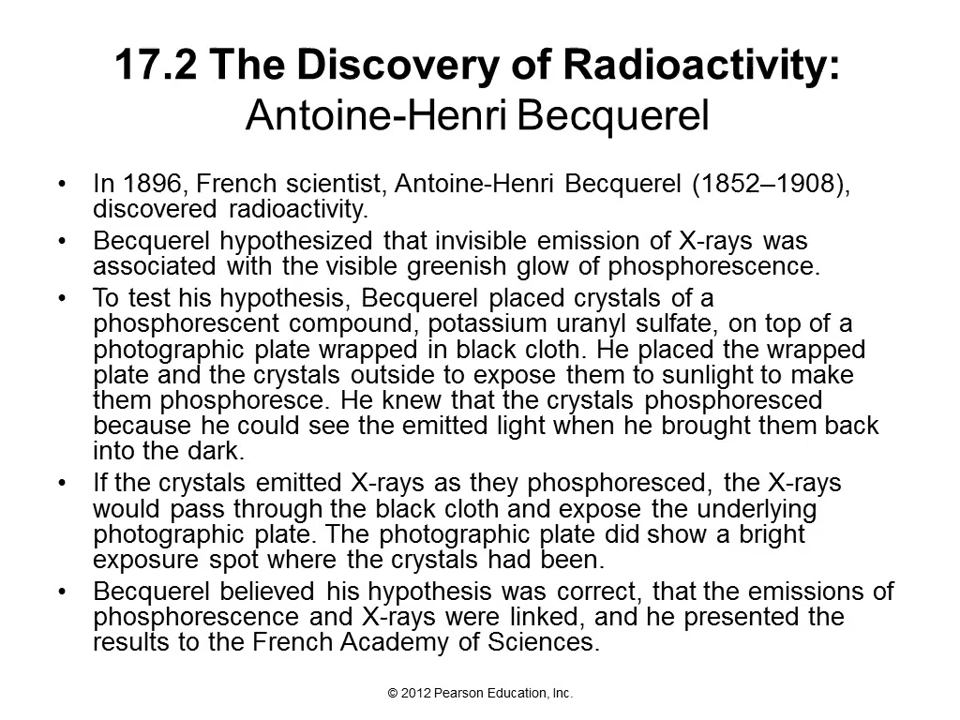 17.2 The Discovery of Radioactivity:
Antoine-Henri Becquerel
• In 1896, French scientist, Antoine-Henri Becquerel (1852–1908),
discovered radioactivity.
• Becquerel hypothesized that invisible emission of X-rays was
associated with the visible greenish glow of phosphorescence.
• To test his hypothesis, Becquerel placed crystals of a
phosphorescent compound, potassium uranyl sulfate, on top of a
photographic plate wrapped in black cloth. He placed the wrapped
plate and the crystals outside to expose them to sunlight to make
them phosphoresce. He knew that the crystals phosphoresced
because he could see the emitted light when he brought them back
into the dark.
• If the crystals emitted X-rays as they phosphoresced, the X-rays
would pass through the black cloth and expose the underlying
photographic plate. The photographic plate did show a bright
exposure spot where the crystals had been.
• Becquerel believed his hypothesis was correct, that the emissions of
phosphorescence and X-rays were linked, and he presented the
results to the French Academy of Sciences.
© 2012 Pearson Education, Inc.